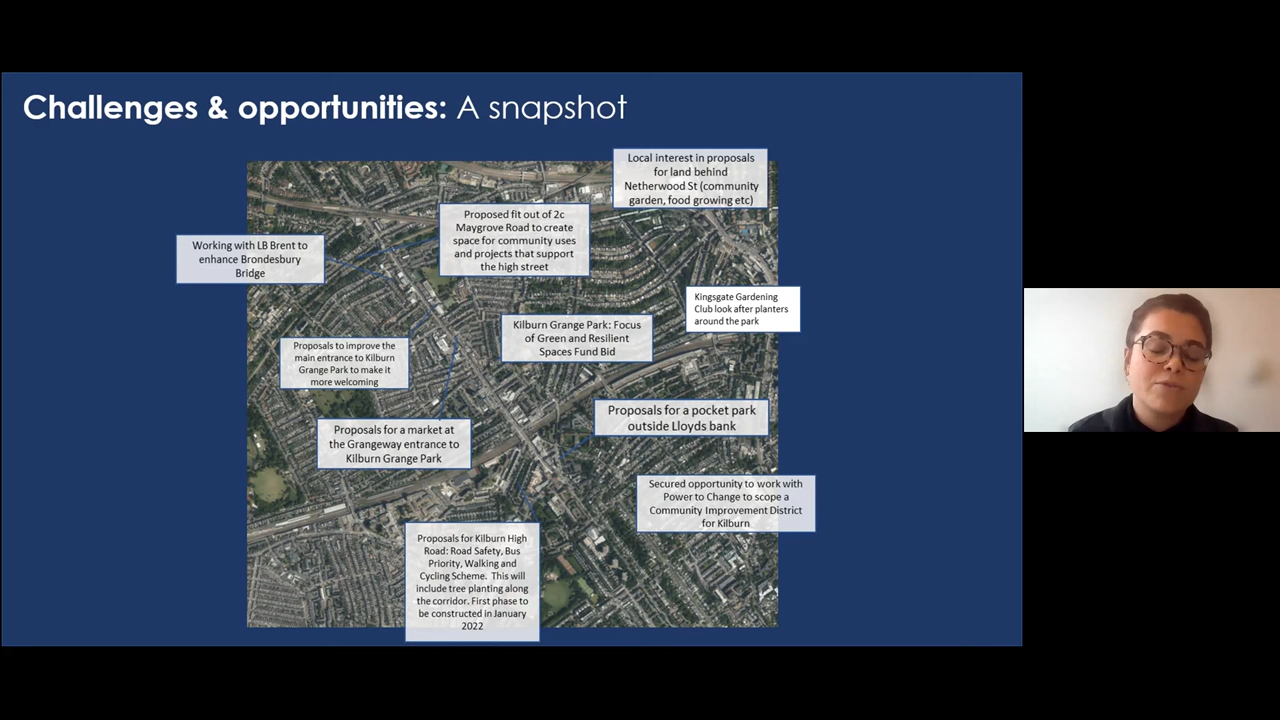 Challenges & opportunities: A snapshot
Local interest in proposals
for land behind
Netherwood St (community
garden, food growing etc)
Proposed fit out of 2c
Maygrove Road to create
space for community uses
and projects that support
the high street
Working with LB Brent to
enhance Brondesbury
Bridge
Kingsgate Gardening
Club look after planters
around the park
Kilburn Grange Park: Focus
of Green and Resilient
Spaces Fund Bid
Proposals to improve the
main entrance to Kilburn
Grange Park to make it
more welcoming
Proposals for a pocket park
outside Lloyds bank
Proposals for a market at
the Grangeway entrance to
Kilburn Grange Park
Secured opportunity to work with
Power to Change to scope a
Community Improvement District
for Kilburn
Proposals for Kilburn High
Road: Road Safety, Bus
Priority, Walking and
Cycling Scheme. This will
include tree planting along
the corridor. First phase to
be constructed in January
2022